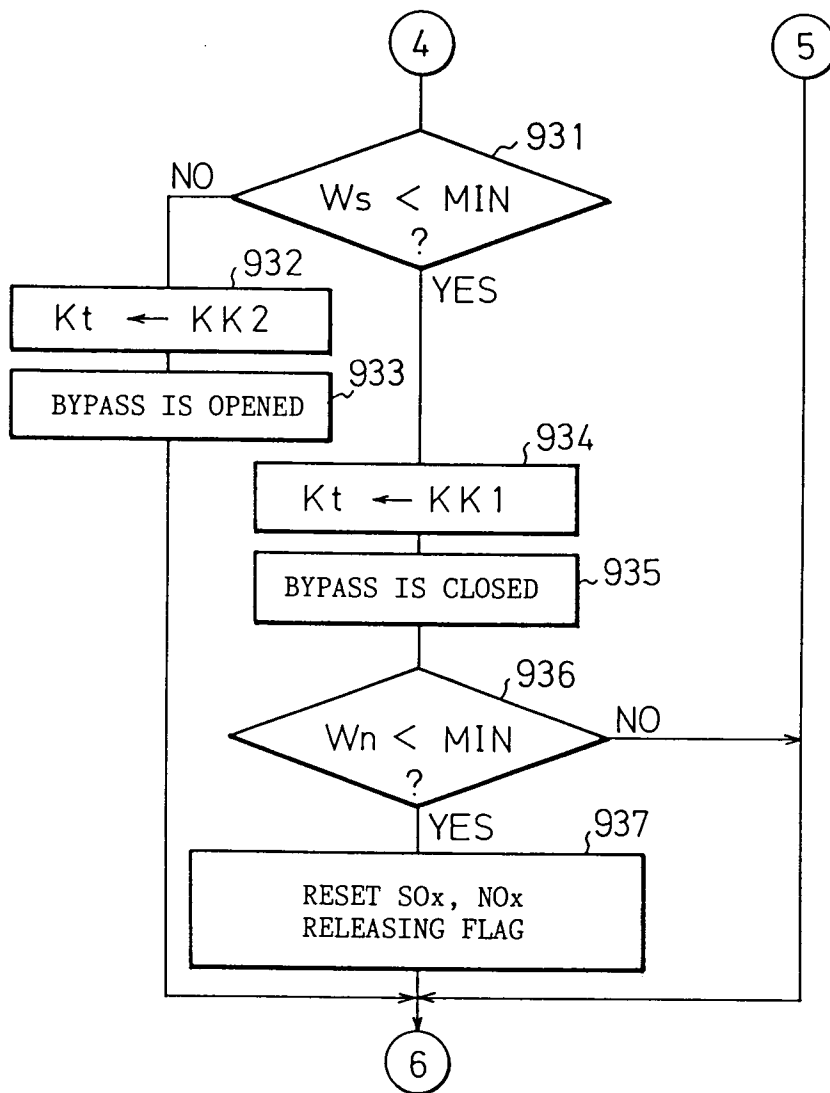 4
5
931
NO
Ws < MIN
?
YES
932
Kt ← KK2
933
BYPASS IS OPENED
934
Kt ← KK1
BYPASS IS CLOSED
935
936
Wn < MIN
NO
?
YES
937
RESET SOx, NOx
RELEASING FLAG
6